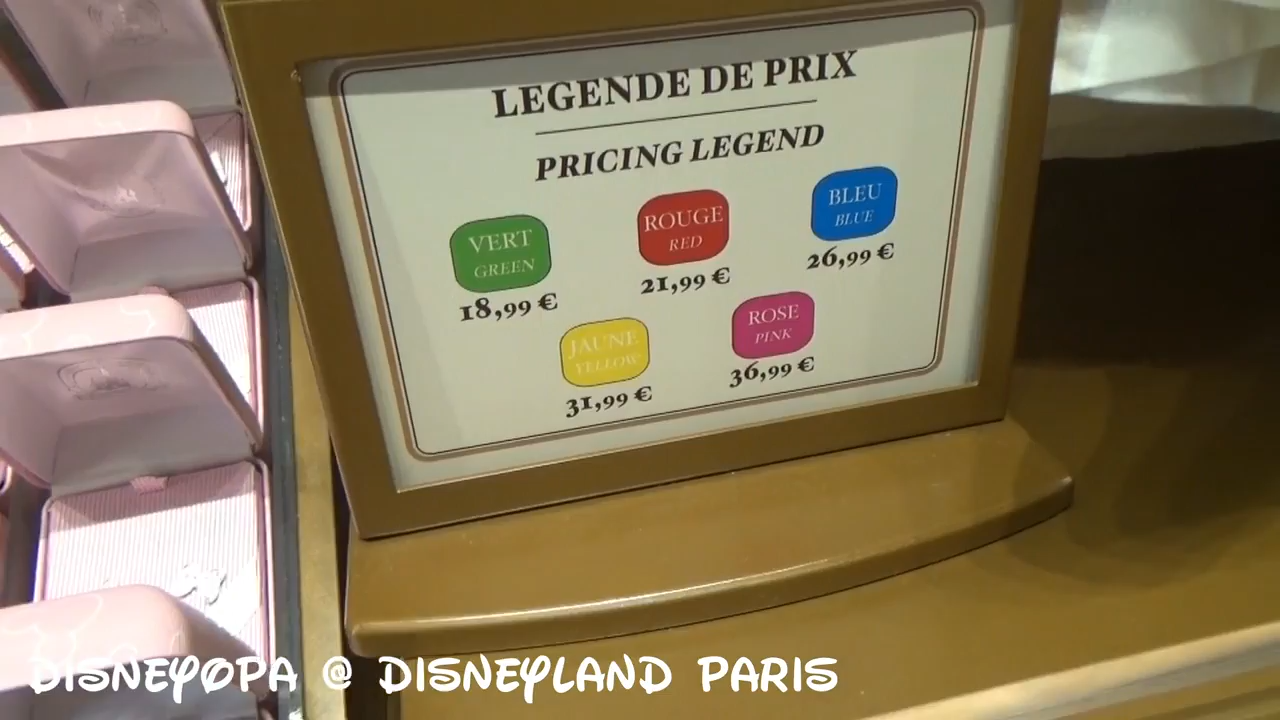 LEGENDE DE PRIX
PRICING LEGEND
VERT
GREEN
18,99 €
ROUGE
RED
21,99 €
BLEU
BLUE
26,99 €
JAUNE
YELLOW
31,99 €
ROSE
PINK
36,99 €
DISNEYOPA @ DISNEYLAND PARIS